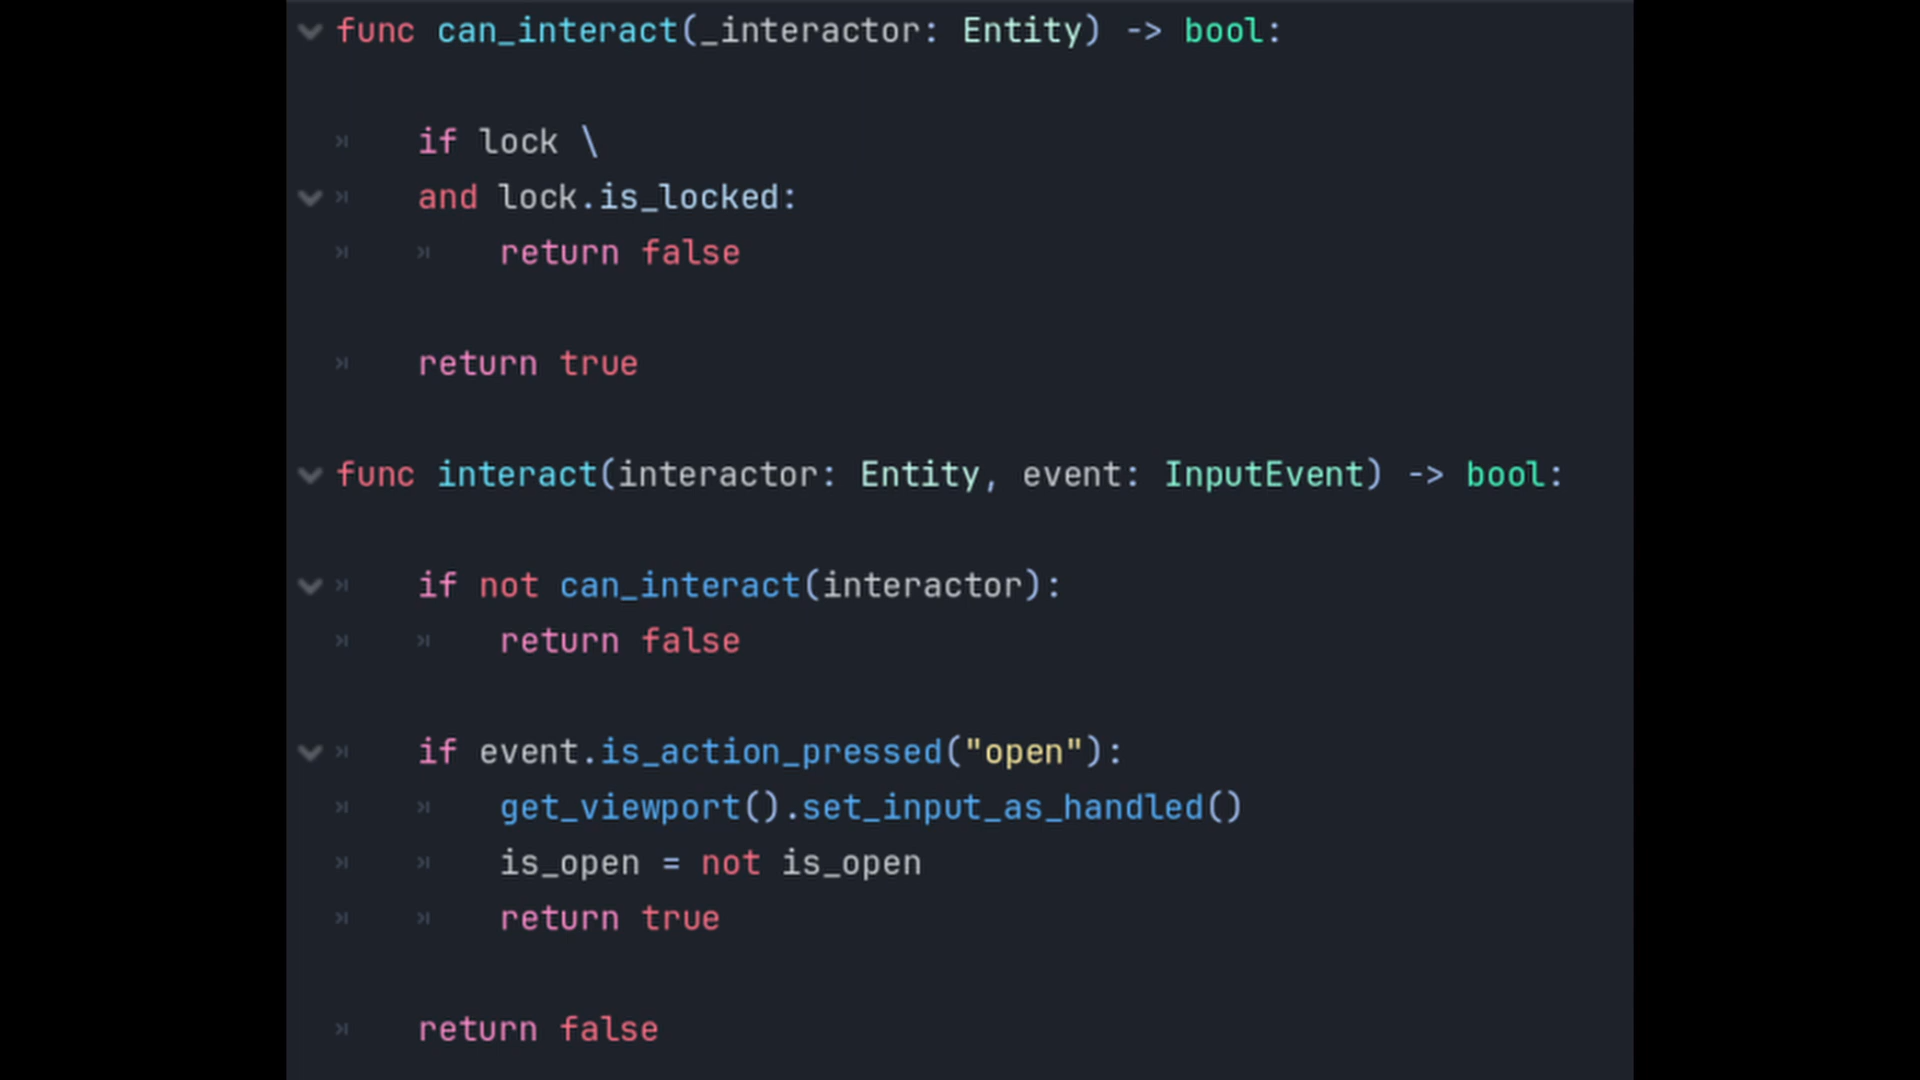 func can_interact(_interactor: Entity) -> bool:
if lock \
and lock.is_locked:
return false
return true
func interact(interactor: Entity, event: InputEvent) -> bool:
if not can_interact(interactor):
return false
if event.is_action_pressed("open"):
get_viewport().set_input_as_handled()
is_open = not is_open
return true
return false